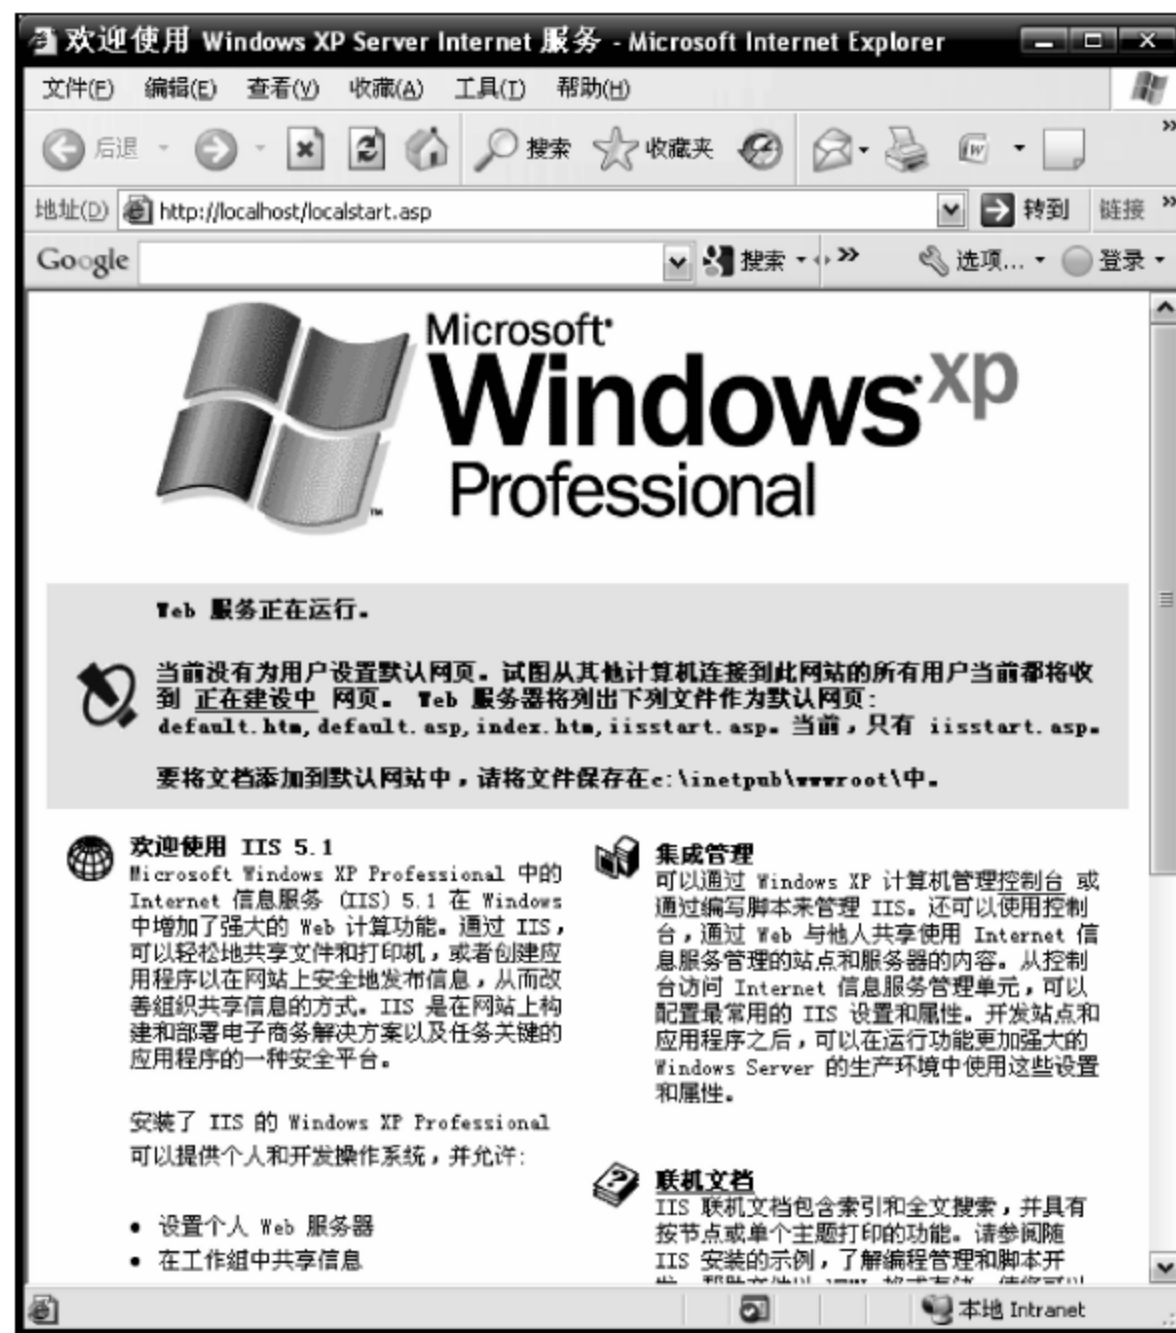 欢迎使用 Windows XP Server Internet 服务 - Microsoft Internet Explorer
文件(F) 编辑(E) 查看(V) 收藏(A) 工具(T) 帮助(H)
后退 搜索 收藏夹 »
地址(D) http://localhost/localstart.asp 转到 链接 »
Google 搜索 » 选项... 登录
Microsoft
Windows xp
Professional
Web 服务正在运行。
当前没有为用户设置默认网页。试图从其他计算机连接到此网站的所有用户当前都将收
到 正在建设中 网页。 Web 服务器将列出下列文件作为默认网页:
default.htm,default.asp,index.htm,iisstart.asp。当前，只有 iisstart.asp。
要将文档添加到默认网站中，请将文件保存在c:\inetpub\wwwroot\中。
欢迎使用 IIS 5.1
Microsoft Windows XP Professional 中的
Internet 信息服务 (IIS) 5.1 在 Windows
中增加了强大的 Web 计算功能。通过 IIS，
可以轻松地共享文件和打印机，或者创建应
用程序以在网站上安全地发布信息，从而改
善组织共享信息的方式。IIS 是在网站上构
建和部署电子商务解决方案以及任务关键的
应用程序的一种安全平台。
安装了 IIS 的 Windows XP Professional
可以提供个人和开发操作系统，并允许:
• 设置个人 Web 服务器
• 在工作组中共享信息
集成管理
可以通过 Windows XP 计算机管理控制台 或
通过编写脚本来管理 IIS。还可以使用控制
台，通过 Web 与他人共享使用 Internet 信
息服务管理的站点和服务器的内容。从控制
台访问 Internet 信息服务管理单元，可以
配置最常用的 IIS 设置和属性。开发站点和
应用程序之后，可以在运行功能更加强大的
Windows Server 的生产环境中使用这些设置
和属性。
联机文档
IIS 联机文档包含索引和全文搜索，并具有
按节点或单个主题打印的功能。请参阅随
IIS 安装的示例，了解编程管理和脚本开
本地 Intranet